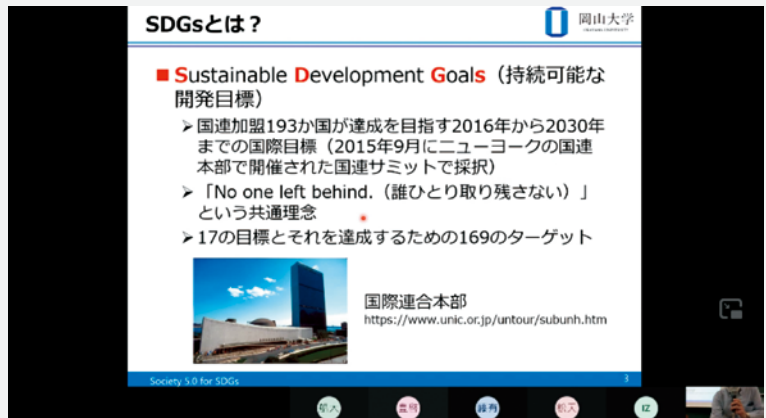 SDGsとは？
岡山大学
OKAYAMA UNIVERSITY
Sustainable Development Goals（持続可能な
開発目標）
国連加盟193か国が達成を目指す2016年から2030年
までの国際目標（2015年9月にニューヨークの国連
本部で開催された国連サミットで採択）
「No one left behind.（誰ひとり取り残さない）」
という共通理念
17の目標とそれを達成するための169のターゲット
国際連合本部
https://www.unic.or.jp/untour/subunh.htm
Society 5.0 for SDGs
3
IZ